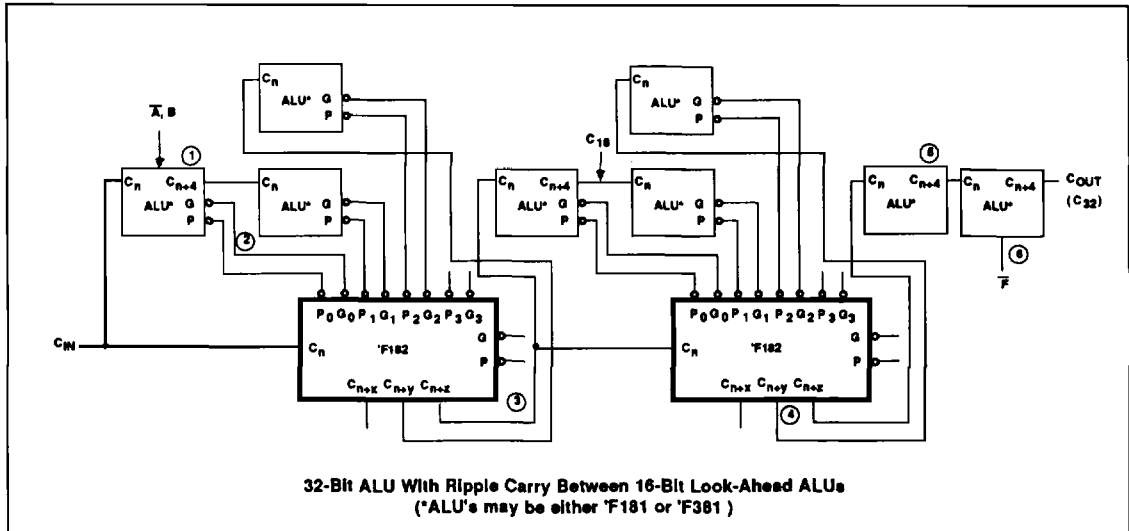 Cn
ALU*
G
P
Cn
ALU*
G
P
A, B
C16
1
5
Cn
Cn+4
ALU*
G
P
Cn
ALU*
G
P
Cn
Cn+4
ALU*
G
P
Cn
ALU*
G
P
Cn
Cn+4
ALU*
Cn
Cn+4
ALU*
COUT
(C32)
2
6
F
P0 G0 P1 G1 P2 G2 P3 G3
G
P
CIN
Cn
'F182
Cn+x Cn+y Cn+z
3
P0 G0 P1 G1 P2 G2 P3 G3
G
P
Cn
'F182
Cn+x Cn+y Cn+z
4
32-Bit ALU With Ripple Carry Between 16-Bit Look-Ahead ALUs
(*ALU's may be either 'F181 or 'F381 )